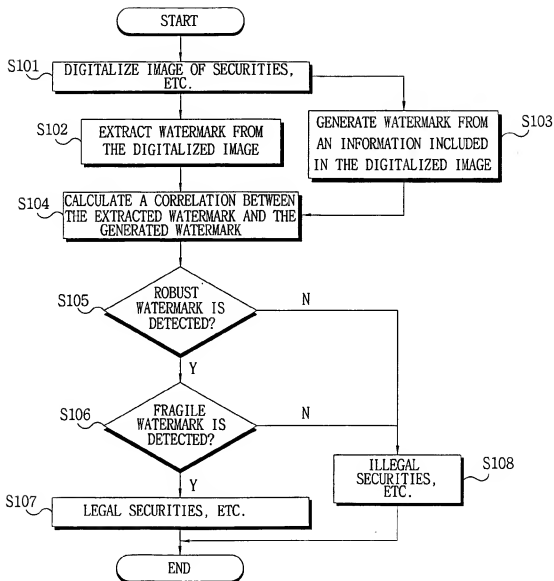 START
S101
DIGITALIZE IMAGE OF SECURITIES,
ETC.
S102
EXTRACT WATERMARK FROM
THE DIGITALIZED IMAGE
GENERATE WATERMARK FROM
AN INFORMATION INCLUDED
IN THE DIGITALIZED IMAGE
S103
S104
CALCULATE A CORRELATION BETWEEN
THE EXTRACTED WATERMARK AND THE
GENERATED WATERMARK
S105
ROBUST
WATERMARK IS
DETECTED?
N
Y
S106
FRAGILE
WATERMARK IS
DETECTED?
N
Y
ILLEGAL
SECURITIES,
ETC.
S108
S107
LEGAL SECURITIES, ETC.
END